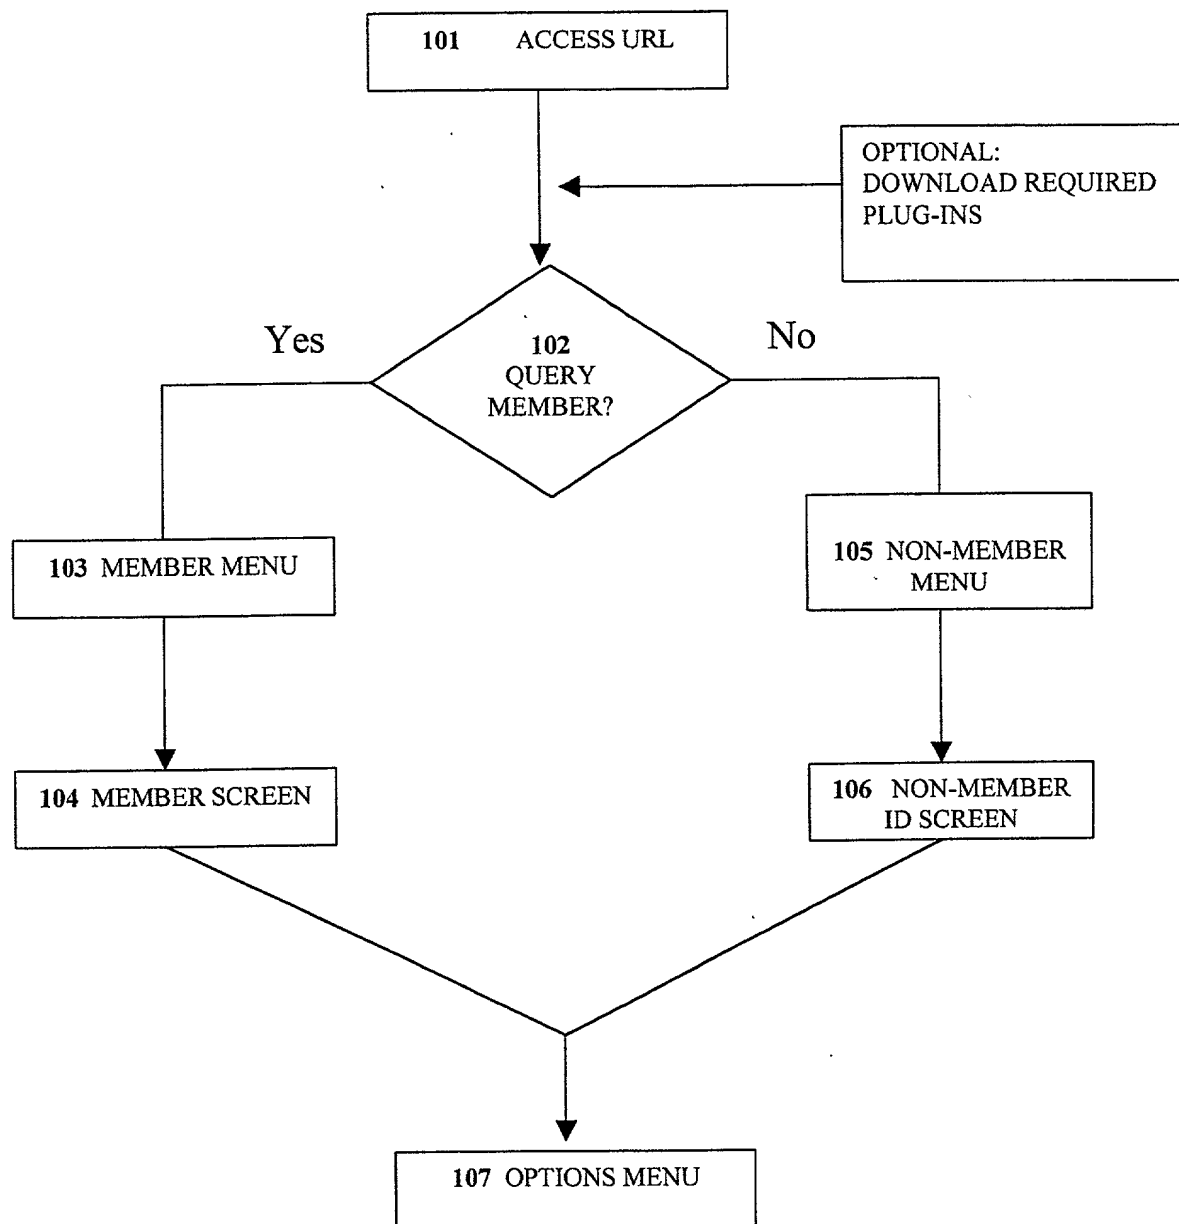 101 ACCESS URL
OPTIONAL:
DOWNLOAD REQUIRED
PLUG-INS
Yes
No
102
QUERY
MEMBER?
103 MEMBER MENU
105 NON-MEMBER
MENU
104 MEMBER SCREEN
106 NON-MEMBER
ID SCREEN
107 OPTIONS MENU